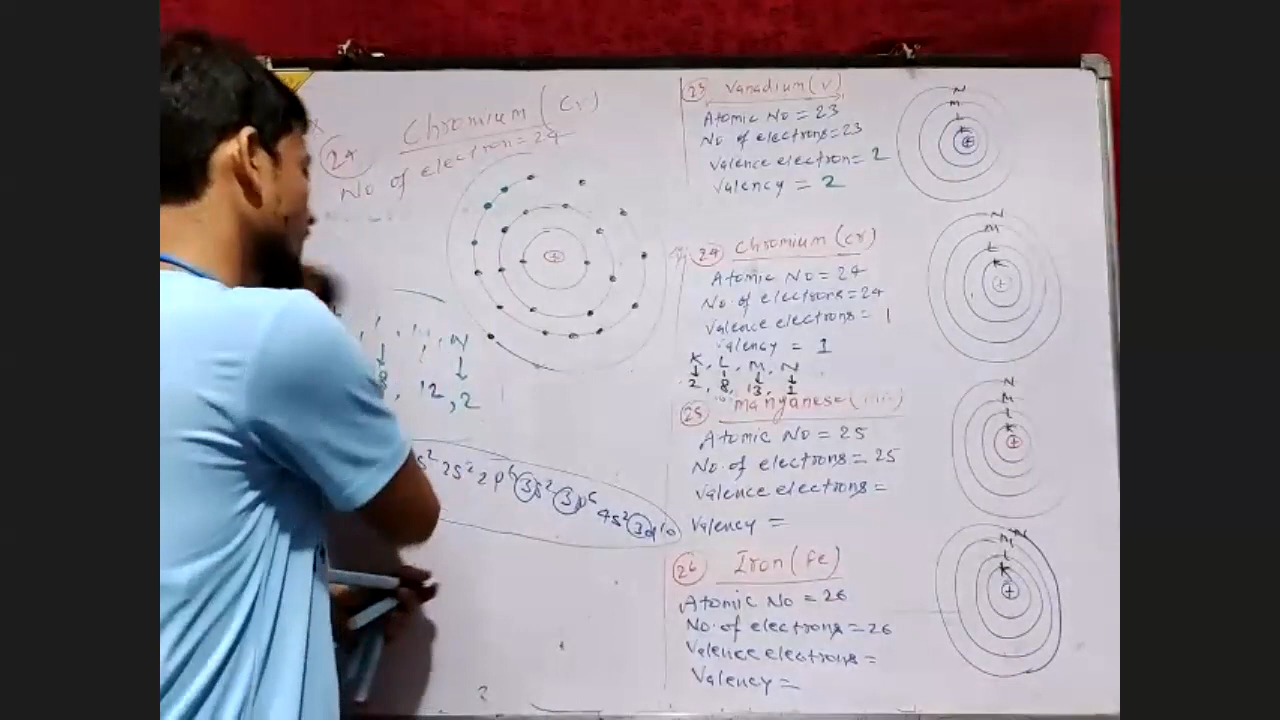 24
Chromium (Cr)
No of electron = 24
N
8, 12, 2
2s² 2p⁶ 3s² 3p⁶ 4s² 3d¹⁰
23 Vanadium (V)
Atomic No = 23
No of electrons = 23
Valence electron = 2
Valency = 2
N
M
L
K
+
24 Chromium (Cr)
Atomic No = 24
No. of electrons = 24
Valence electrons = 1
Valency = 1
K, L, M, N
2, 8, 13, 1
N
M
L
K
+
25 Manganese
Atomic No = 25
No. of electrons = 25
Valence electrons =
Valency =
N
M
L
K
+
26 Iron (Fe)
Atomic No = 26
No. of electrons = 26
Valence electrons =
Valency =
N
M
L
K
+